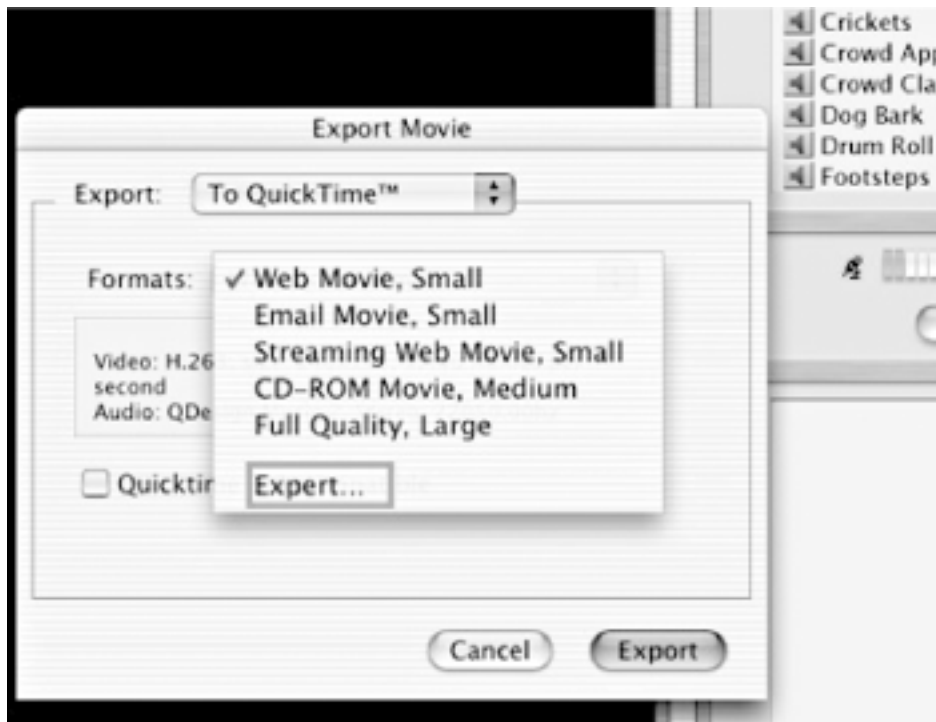 Crickets
Crowd App
Crowd Cla
Dog Bark
Drum Roll
Footsteps
Export Movie
Export: To QuickTime™
Formats: ✓ Web Movie, Small
Email Movie, Small
Streaming Web Movie, Small
CD-ROM Movie, Medium
Full Quality, Large
Expert...
Video: H.26
second
Audio: QDe
Quicktim
Cancel Export